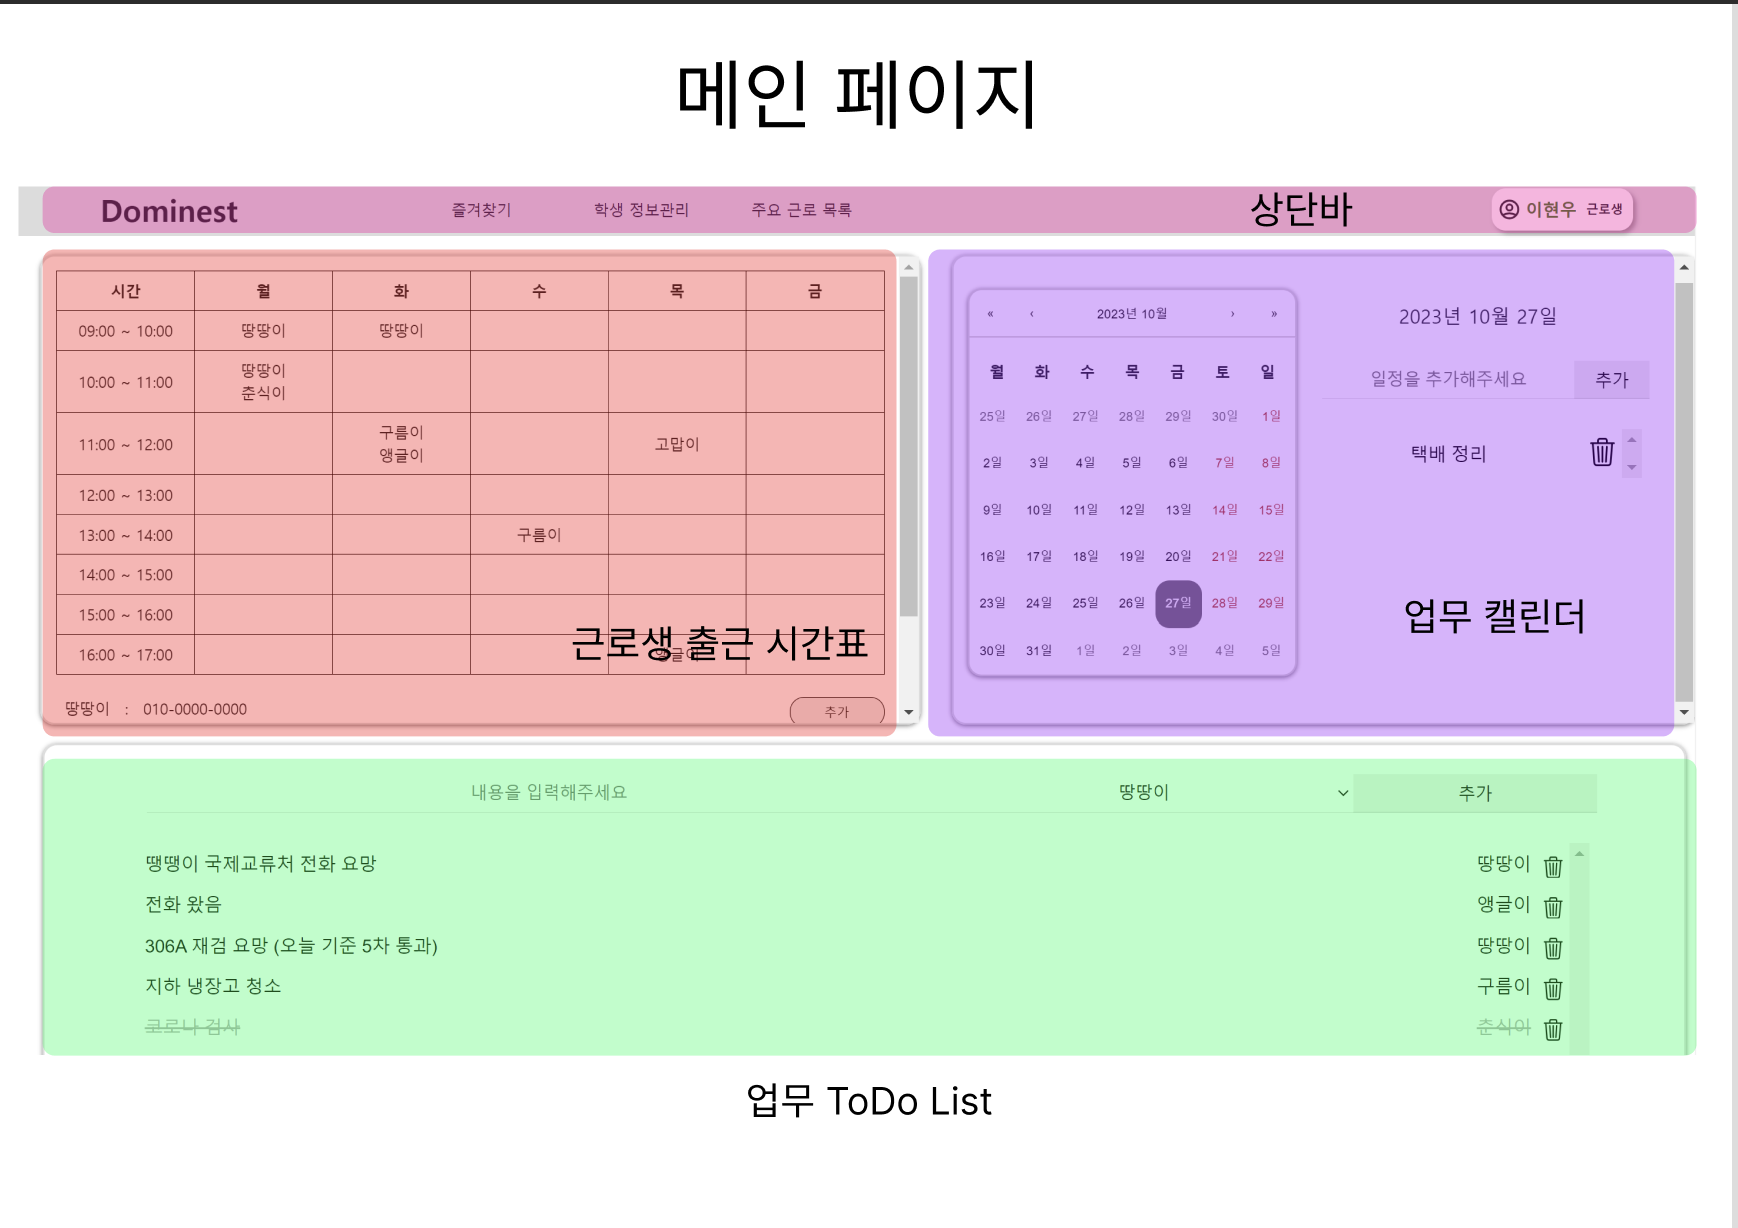 메인 페이지
Dominest 즐겨찾기 학생 정보관리 주요 근로 목록 상단바 이현우 근로생
시간 월 화 수 목 금
09:00 ~ 10:00 땅땅이 땅땅이
10:00 ~ 11:00 땅땅이
춘식이
11:00 ~ 12:00 구름이 고맙이
앵글이
12:00 ~ 13:00
13:00 ~ 14:00 구름이
14:00 ~ 15:00
15:00 ~ 16:00
16:00 ~ 17:00 앵글이
근로생 출근 시간표
땅땅이 : 010-0000-0000 추가
« ‹ 2023년 10월 › »
월 화 수 목 금 토 일
25일 26일 27일 28일 29일 30일 1일
2일 3일 4일 5일 6일 7일 8일
9일 10일 11일 12일 13일 14일 15일
16일 17일 18일 19일 20일 21일 22일
23일 24일 25일 26일 27일 28일 29일
30일 31일 1일 2일 3일 4일 5일
2023년 10월 27일
일정을 추가해주세요 추가
택배 정리
업무 캘린더
내용을 입력해주세요 땅땅이 추가
땡땡이 국제교류처 전화 요망 땅땅이
전화 왔음 앵글이
306A 재검 요망 (오늘 기준 5차 통과) 땅땅이
지하 냉장고 청소 구름이
코로나 검사 춘식이
업무 ToDo List